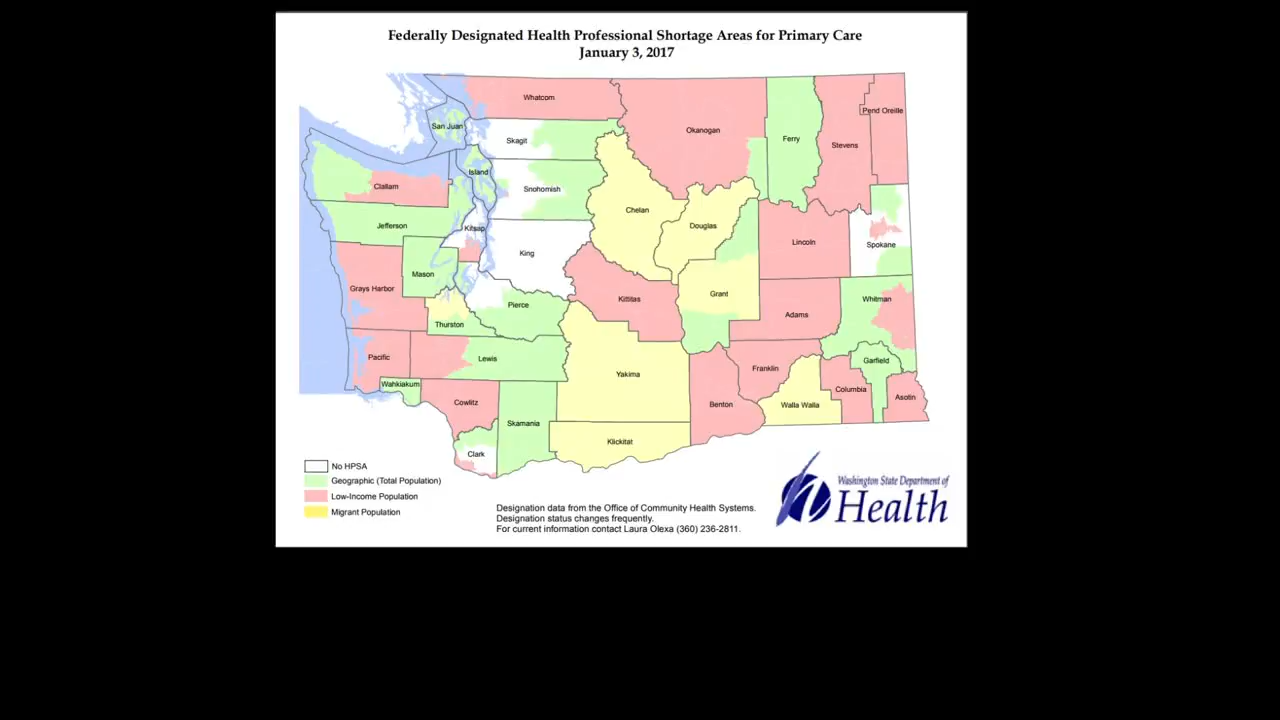 Federally Designated Health Professional Shortage Areas for Primary Care
January 3, 2017
Whatcom
Okanogan
Pend Oreille
San Juan
Skagit
Ferry
Stevens
Island
Clallam
Snohomish
Chelan
Jefferson
Kitsap
Douglas
Lincoln
Spokane
King
Mason
Grays Harbor
Grant
Kittitas
Whitman
Pierce
Adams
Thurston
Pacific
Lewis
Garfield
Franklin
Yakima
Wahkiakum
Columbia
Asotin
Cowlitz
Benton
Walla Walla
Skamania
Klickitat
Clark
No HPSA
Geographic (Total Population)
Low-Income Population
Migrant Population
Designation data from the Office of Community Health Systems.
Designation status changes frequently.
For current information contact Laura Olexa (360) 236-2811.
Washington State Department of
Health